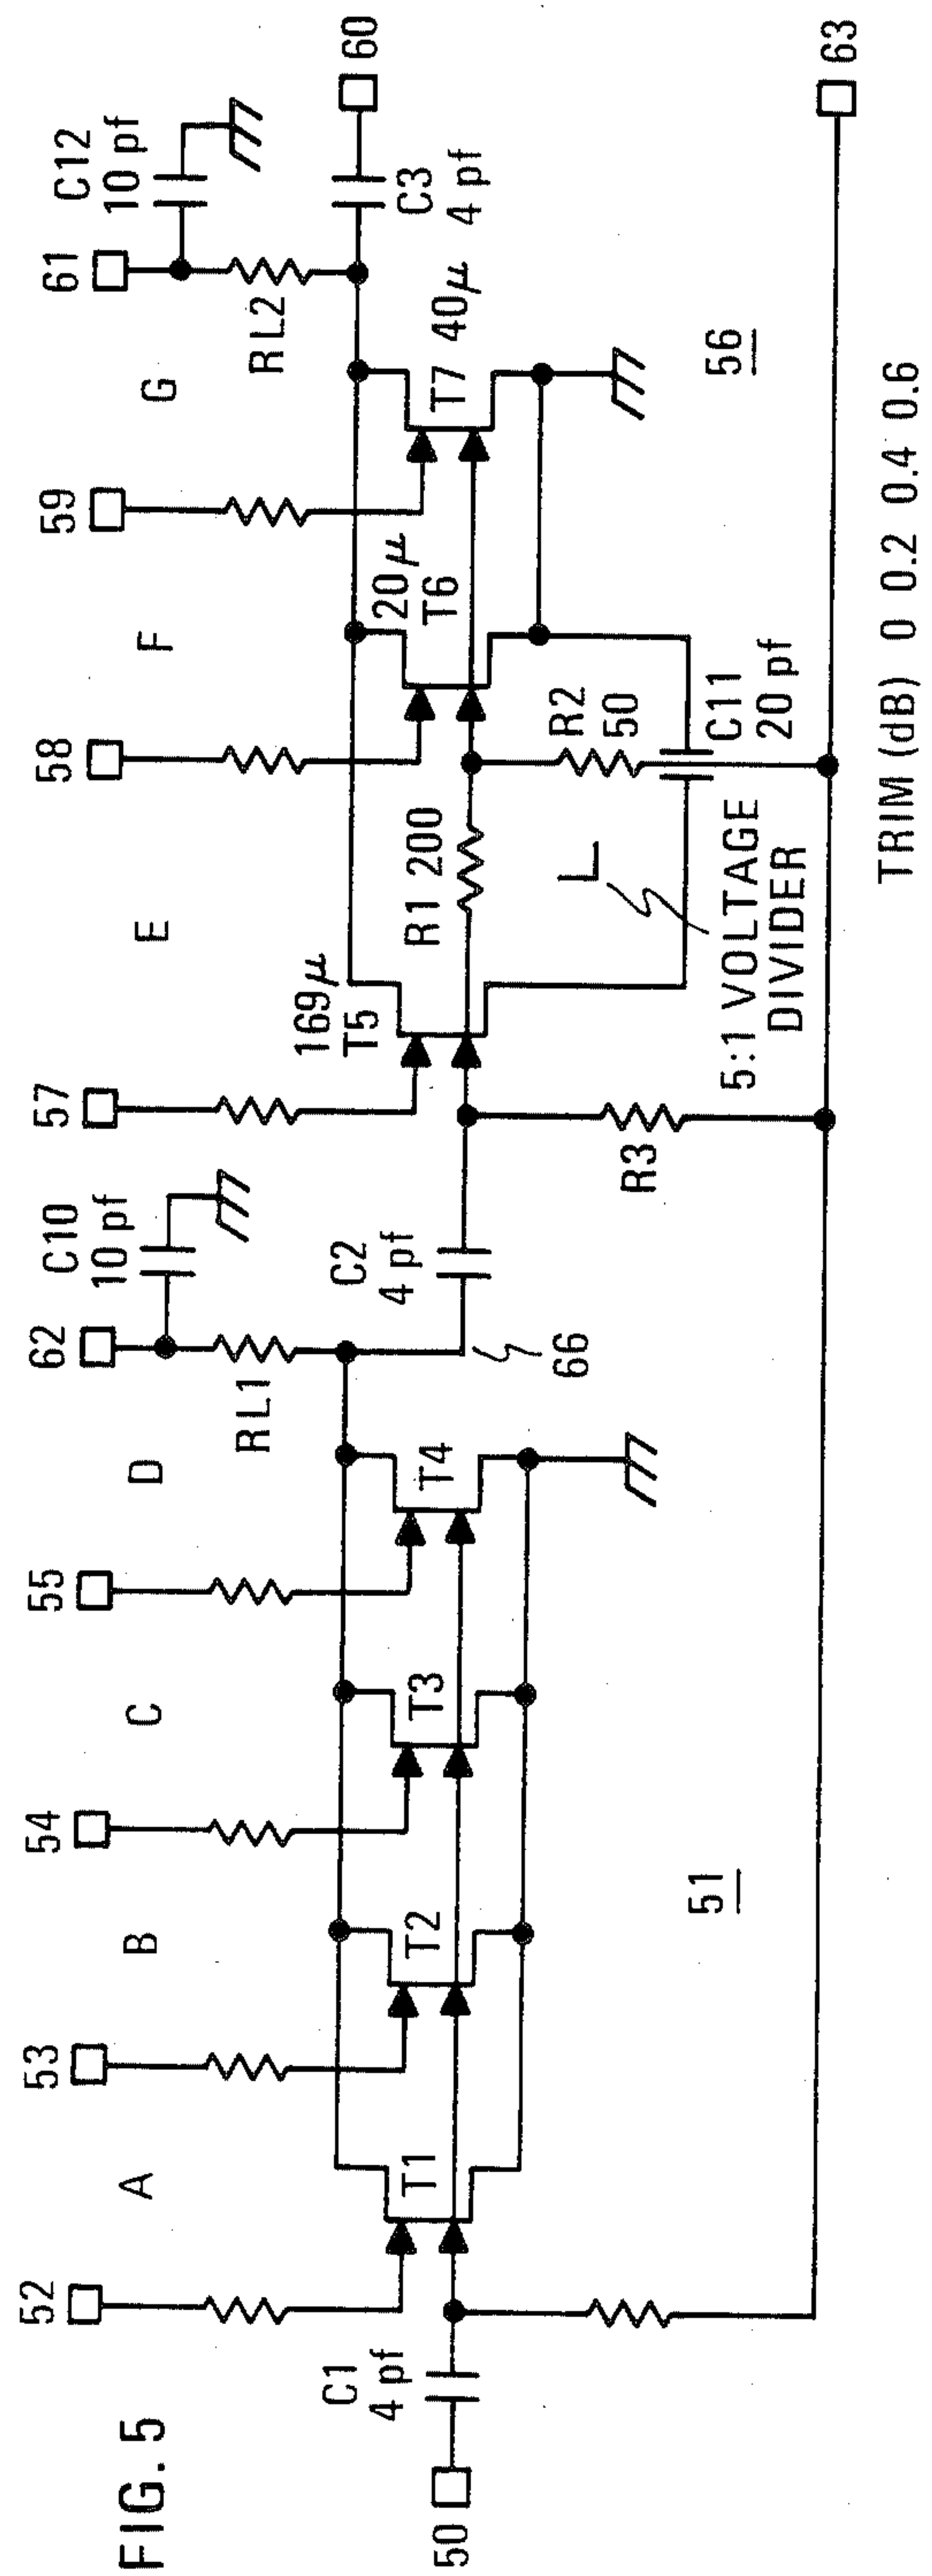 FIG. 5
50
C1
4 pf
52
A
T1
53
B
T2
54
C
T3
55
D
T4
51
62
C10
10 pf
RL1
66
C2
4 pf
57
E
169μ
T5
R3
R1 200
5:1 VOLTAGE
DIVIDER
L
58
F
20μ
T6
R2
50
C11
20 pf
59
G
T7 40μ
56
61
C12
10 pf
RL2
C3
4 pf
60
63
TRIM (dB) 0 0.2 0.4 0.6